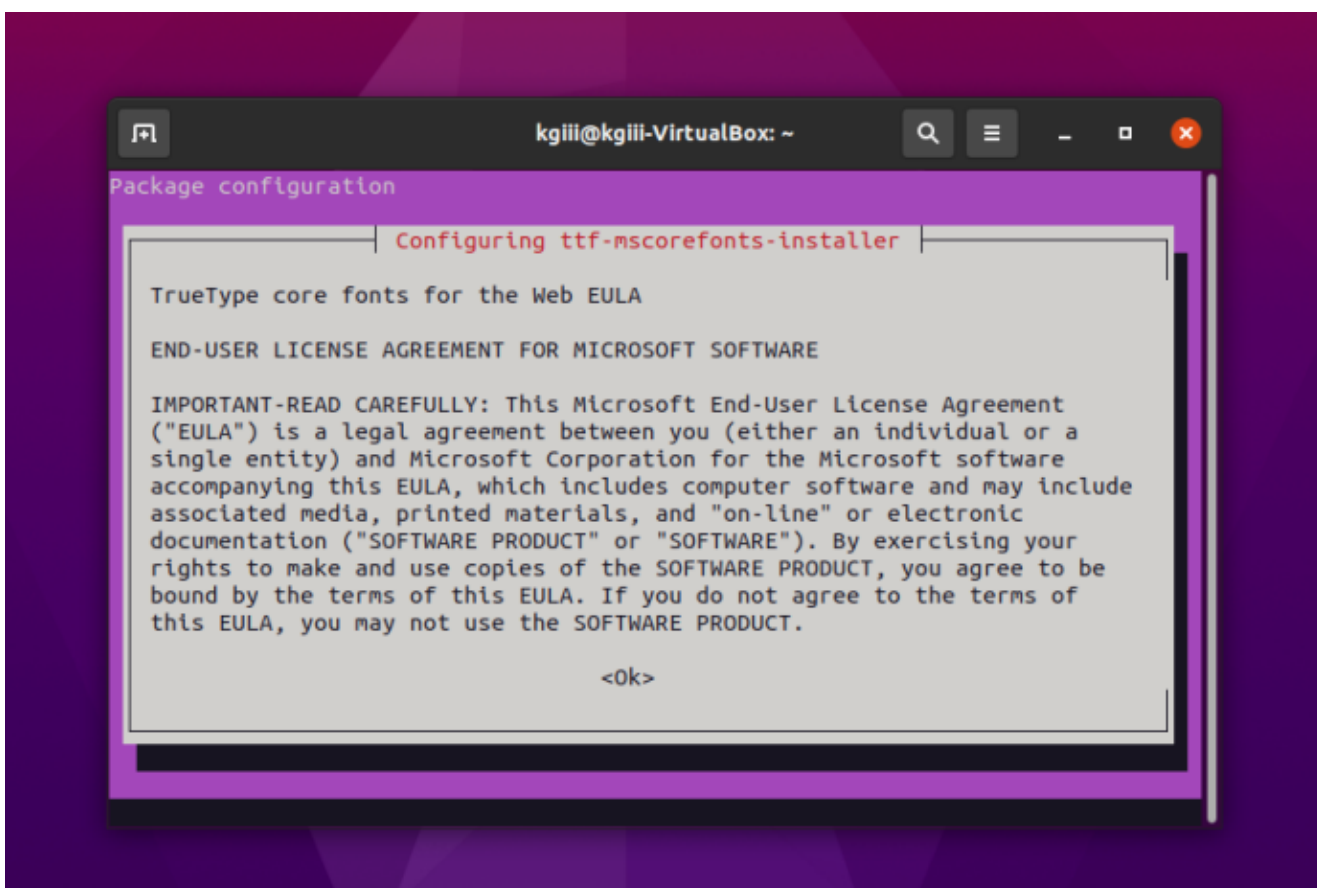 kgiii@kgiii-VirtualBox: ~
Package configuration
Configuring ttf-mscorefonts-installer
TrueType core fonts for the Web EULA
END-USER LICENSE AGREEMENT FOR MICROSOFT SOFTWARE
IMPORTANT-READ CAREFULLY: This Microsoft End-User License Agreement
("EULA") is a legal agreement between you (either an individual or a
single entity) and Microsoft Corporation for the Microsoft software
accompanying this EULA, which includes computer software and may include
associated media, printed materials, and "on-line" or electronic
documentation ("SOFTWARE PRODUCT" or "SOFTWARE"). By exercising your
rights to make and use copies of the SOFTWARE PRODUCT, you agree to be
bound by the terms of this EULA. If you do not agree to the terms of
this EULA, you may not use the SOFTWARE PRODUCT.
<Ok>